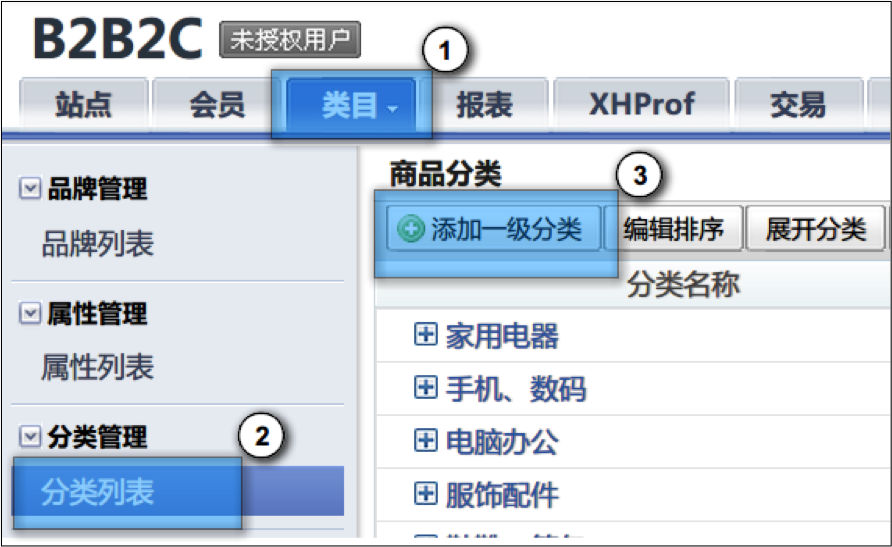 B2B2C 未授权用户
1
站点 会员 类目 报表 XHProf 交易
品牌管理
品牌列表
属性管理
属性列表
分类管理
2
分类列表
商品分类
3
添加一级分类 编辑排序 展开分类
分类名称
家用电器
手机、数码
电脑办公
服饰配件